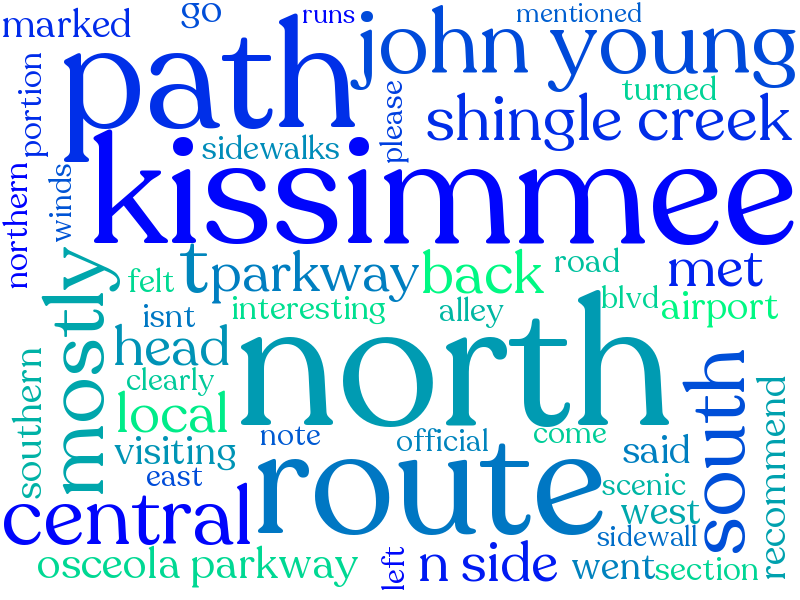 marked
go
runs
mentioned
path
john young
turned
portion
please
shingle creek
sidewalks
kissimmee
northern
winds
t
parkway
back
road
met
felt
mostly
interesting
alley
blvd
airport
isnt
head
north
south
clearly
local
southern
note
official
come
recommend
visiting
said
east
route
scenic
central
west
sidewall
osceola parkway
left
n side
went
section